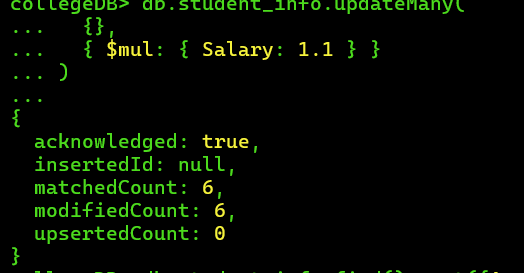 collegeDB> db.student_info.updateMany(
...   {},
...   { $mul: { Salary: 1.1 } }
... )
...
{
  acknowledged: true,
  insertedId: null,
  matchedCount: 6,
  modifiedCount: 6,
  upsertedCount: 0
}